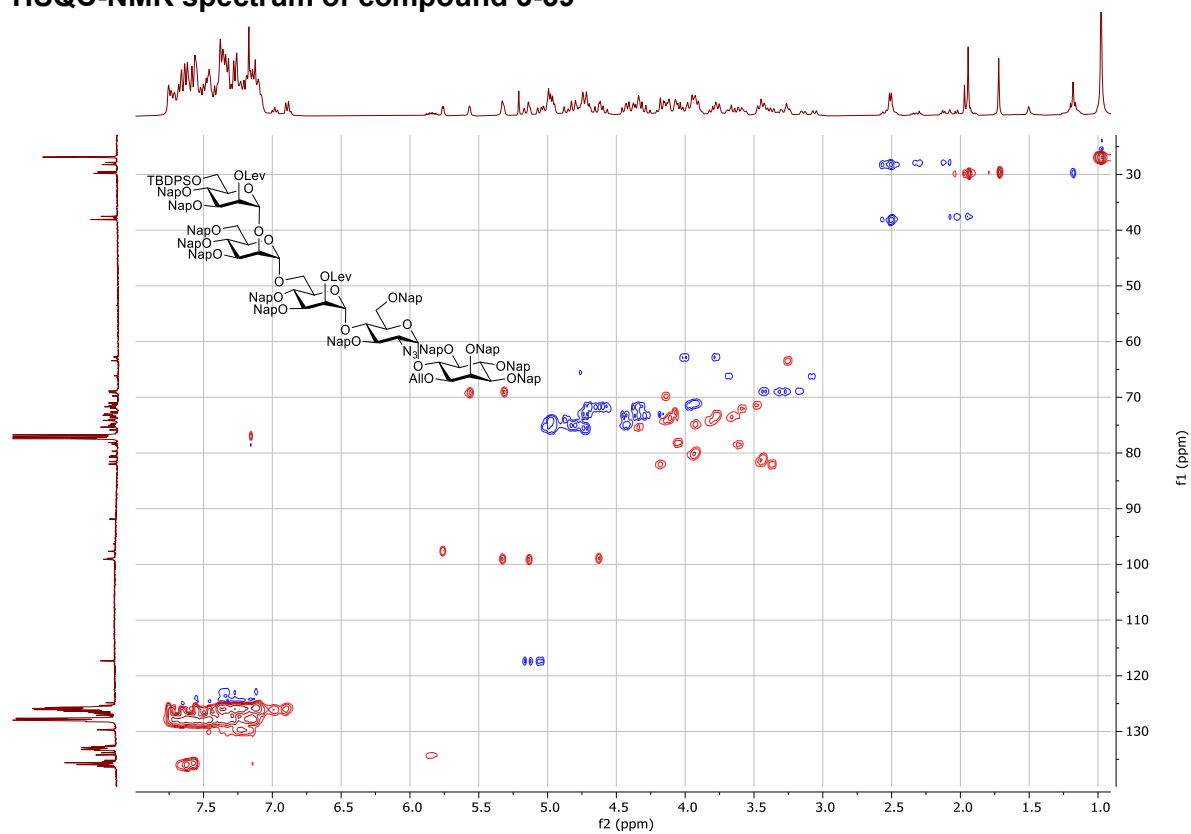 HSQC-NMR spectrum of compound
TBDPSO
OLev
NapO
NapO
NapO
NapO
NapO
OLev
NapO
NapO
ONap
NapO
N3
NapO
ONap
ONap
AllO
ONap
30
40
50
60
70
80
90
100
110
120
130
f1 (ppm)
7.5 7.0 6.5 6.0 5.5 5.0 4.5 4.0 3.5 3.0 2.5 2.0 1.5 1.0
f2 (ppm)